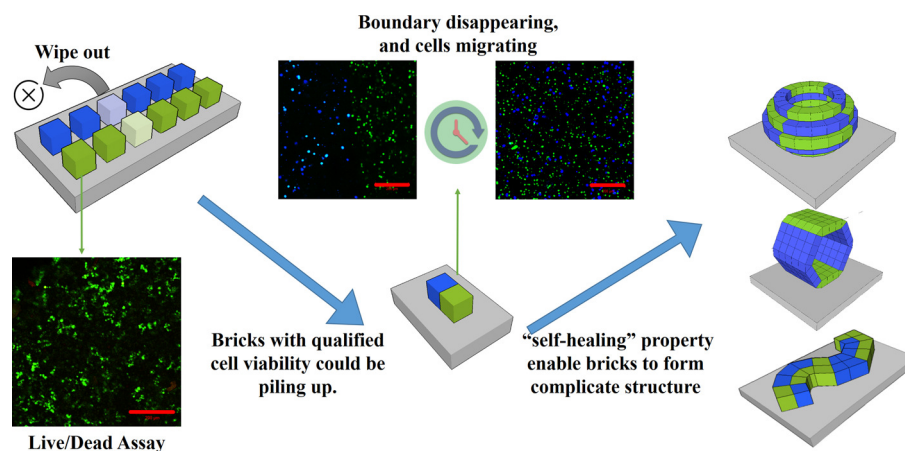 Wipe out
Boundary disappearing,
and cells migrating
Bricks with qualified
cell viability could be
piling up.
“self-healing” property
enable bricks to form
complicate structure
Live/Dead Assay